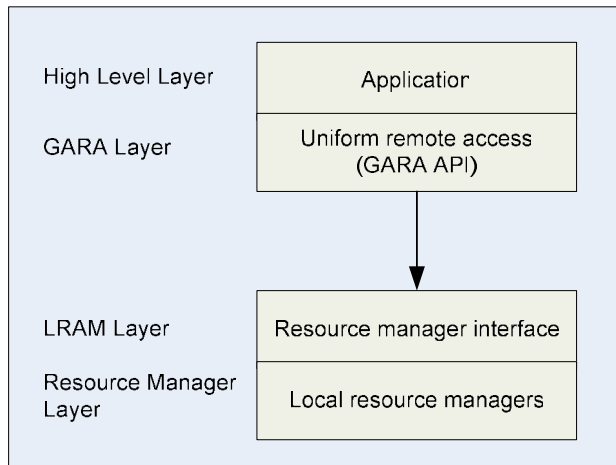 High Level Layer
Application
GARA Layer
Uniform remote access
(GARA API)
LRAM Layer
Resource manager interface
Resource Manager
Layer
Local resource managers